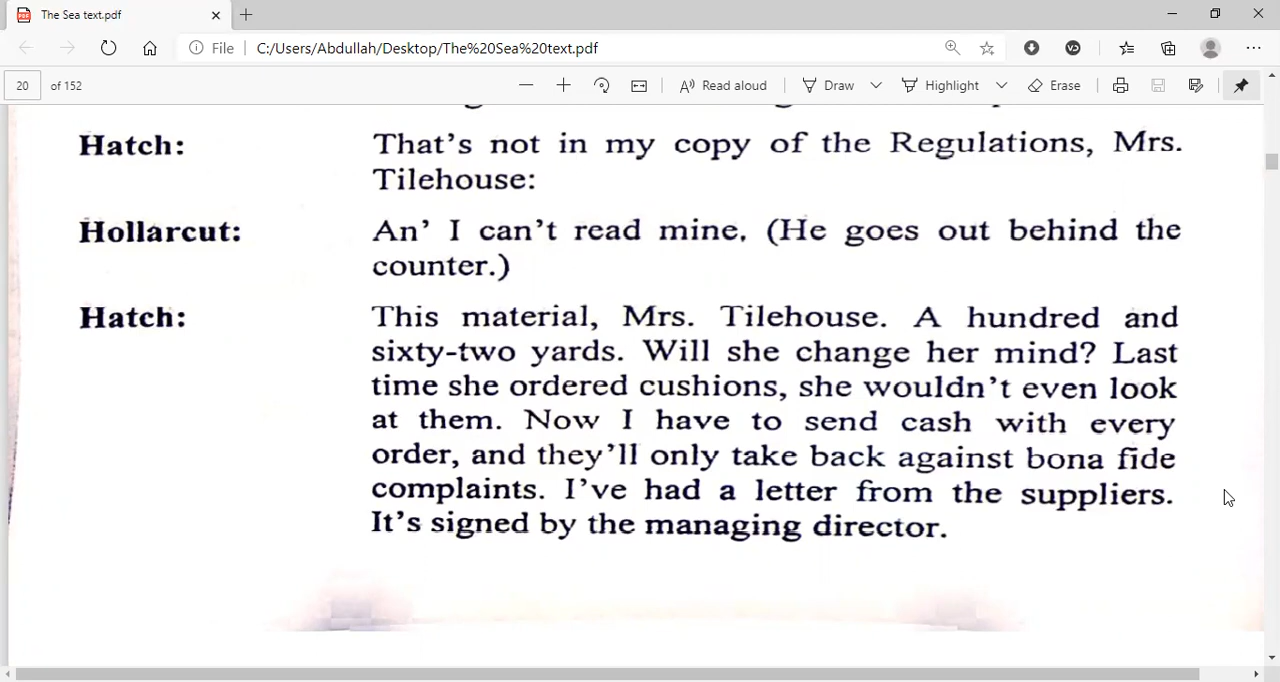 The Sea text.pdf
File C:/Users/Abdullah/Desktop/The%20Sea%20text.pdf
20 of 152 Read aloud Draw Highlight Erase
Hatch: That's not in my copy of the Regulations, Mrs.
Tilehouse:
Hollarcut: An' I can't read mine. (He goes out behind the
counter.)
Hatch: This material, Mrs. Tilehouse. A hundred and
sixty-two yards. Will she change her mind? Last
time she ordered cushions, she wouldn't even look
at them. Now I have to send cash with every
order, and they'll only take back against bona fide
complaints. I've had a letter from the suppliers.
It's signed by the managing director.